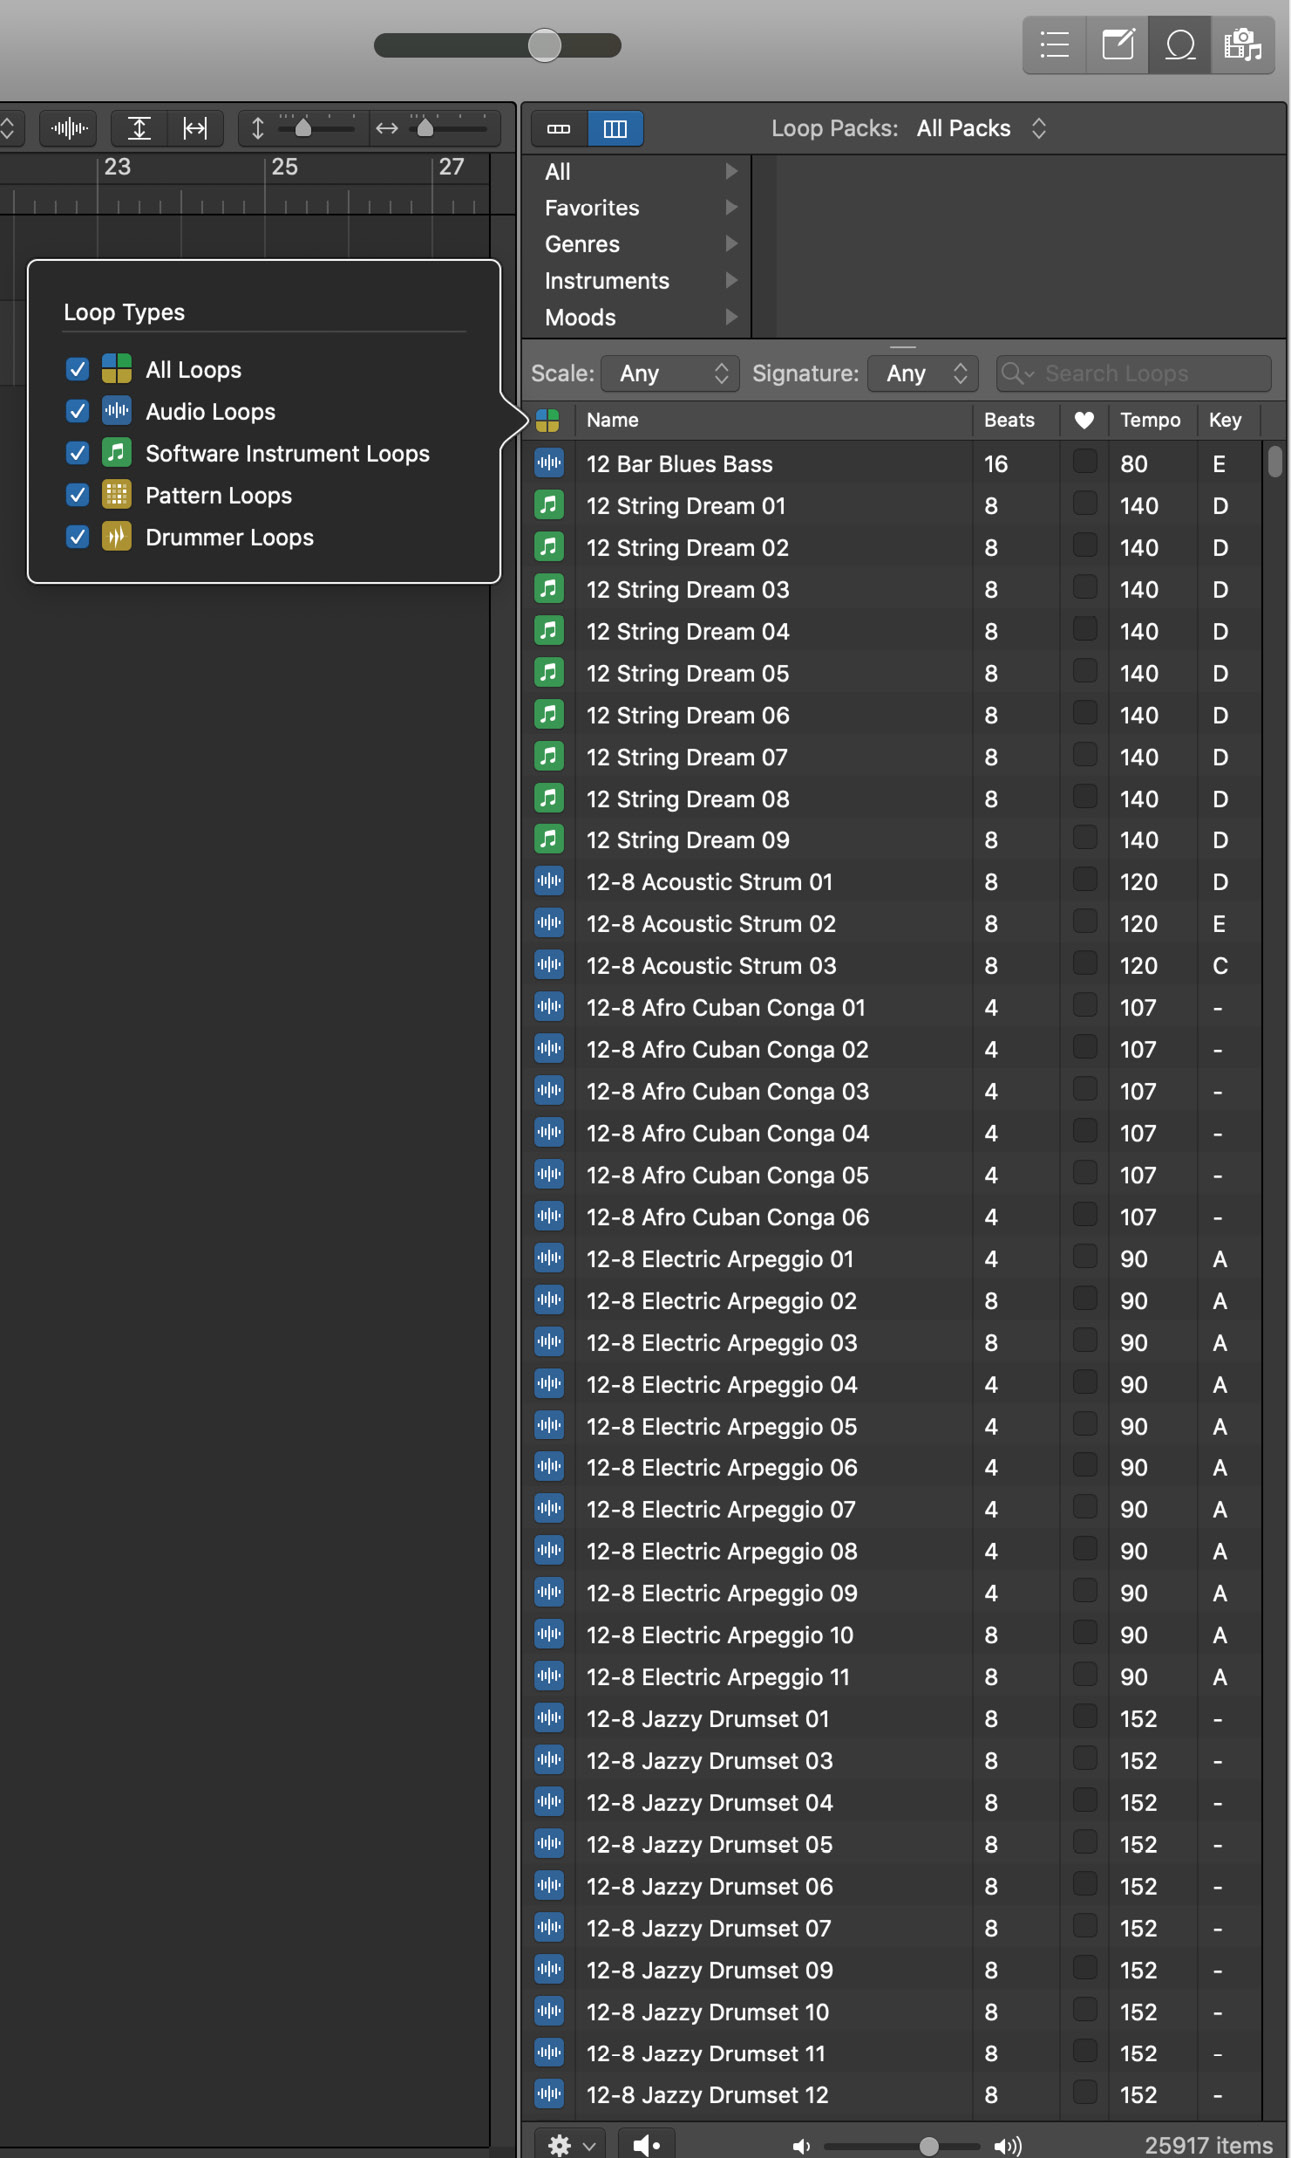 23 25 27
Loop Packs: All Packs
All
Favorites
Genres
Instruments
Moods
Loop Types
All Loops
Audio Loops
Software Instrument Loops
Pattern Loops
Drummer Loops
Scale: Any Signature: Any Search Loops
Name Beats Tempo Key
12 Bar Blues Bass 16 80 E
12 String Dream 01 8 140 D
12 String Dream 02 8 140 D
12 String Dream 03 8 140 D
12 String Dream 04 8 140 D
12 String Dream 05 8 140 D
12 String Dream 06 8 140 D
12 String Dream 07 8 140 D
12 String Dream 08 8 140 D
12 String Dream 09 8 140 D
12-8 Acoustic Strum 01 8 120 D
12-8 Acoustic Strum 02 8 120 E
12-8 Acoustic Strum 03 8 120 C
12-8 Afro Cuban Conga 01 4 107 -
12-8 Afro Cuban Conga 02 4 107 -
12-8 Afro Cuban Conga 03 4 107 -
12-8 Afro Cuban Conga 04 4 107 -
12-8 Afro Cuban Conga 05 4 107 -
12-8 Afro Cuban Conga 06 4 107 -
12-8 Electric Arpeggio 01 4 90 A
12-8 Electric Arpeggio 02 8 90 A
12-8 Electric Arpeggio 03 8 90 A
12-8 Electric Arpeggio 04 4 90 A
12-8 Electric Arpeggio 05 4 90 A
12-8 Electric Arpeggio 06 4 90 A
12-8 Electric Arpeggio 07 4 90 A
12-8 Electric Arpeggio 08 4 90 A
12-8 Electric Arpeggio 09 4 90 A
12-8 Electric Arpeggio 10 8 90 A
12-8 Electric Arpeggio 11 8 90 A
12-8 Jazzy Drumset 01 8 152 -
12-8 Jazzy Drumset 03 8 152 -
12-8 Jazzy Drumset 04 8 152 -
12-8 Jazzy Drumset 05 8 152 -
12-8 Jazzy Drumset 06 8 152 -
12-8 Jazzy Drumset 07 8 152 -
12-8 Jazzy Drumset 09 8 152 -
12-8 Jazzy Drumset 10 8 152 -
12-8 Jazzy Drumset 11 8 152 -
12-8 Jazzy Drumset 12 8 152 -
25917 items